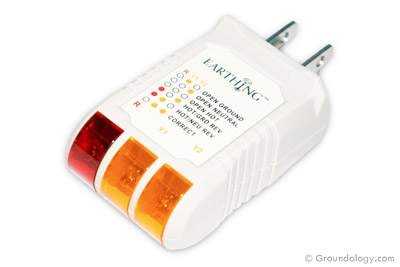 EARTHING™
R Y1 Y2
OPEN GROUND
OPEN NEUTRAL
OPEN HOT
HOT/GRD REV
HOT/NEU REV
CORRECT
R
Y1 Y2
© Groundology.com